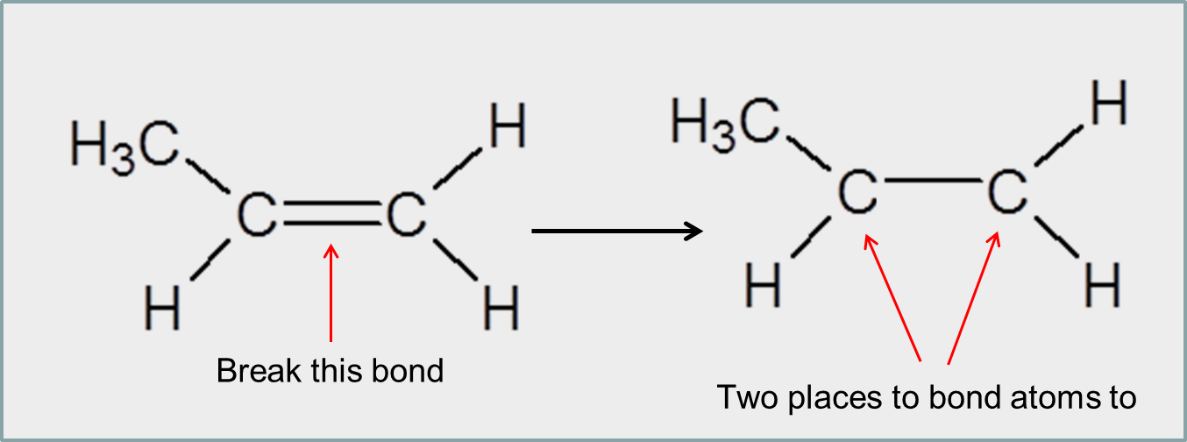 H H
H₃C H₃C
C C C C
H H H H
Break this bond
Two places to bond atoms to